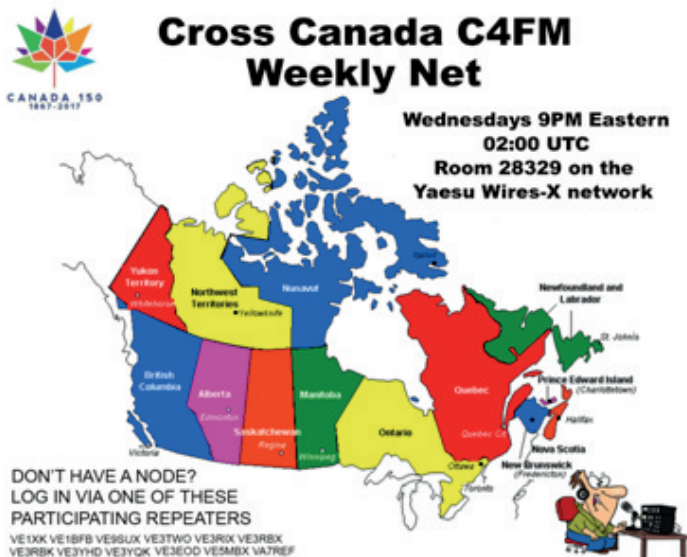 CANADA 150
1867-2017
Cross Canada C4FM
Weekly Net
Wednesdays 9PM Eastern
02:00 UTC
Room 28329 on the
Yaesu Wires-X network
Yukon
Territory
Whitehorse
Northwest
Territories
Yellowknife
Nunavut
Iqaluit
Newfoundland and
Labrador
St. Johns
British
Columbia
Victoria
Alberta
Edmonton
Saskatchewan
Regina
Manitoba
Winnipeg
Ontario
Ottawa
Toronto
Quebec
Quebec Cit
Prince Edward Island
(Charlottetown)
Halifax
Nova Scotia
New Brunswick
(Fredericton)
DON'T HAVE A NODE?
LOG IN VIA ONE OF THESE
PARTICIPATING REPEATERS
VE1XK VE1BFB VE9SUX VE3TWO VE3RIX VE3RBX
VE3RBK VE3YHD VE3YQK VE3EOD VE5MBX VA7REF